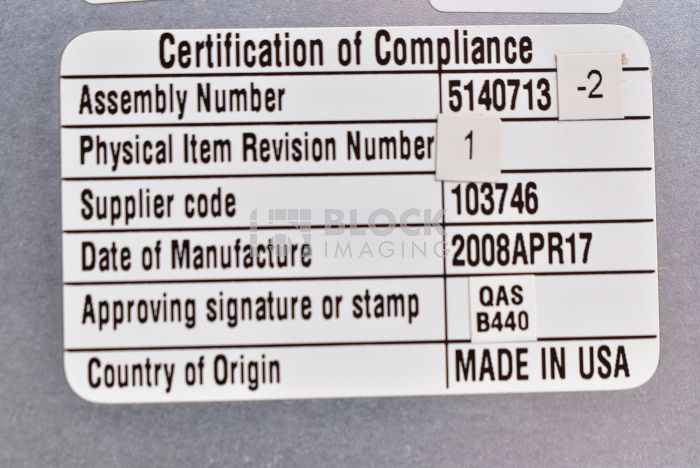 Certification of Compliance
Assembly Number 5140713 -2
Physical Item Revision Number 1
Supplier code 103746
BLOCK
IMAGING
Date of Manufacture 2008APR17
Approving signature or stamp QAS
B440
Country of Origin MADE IN USA